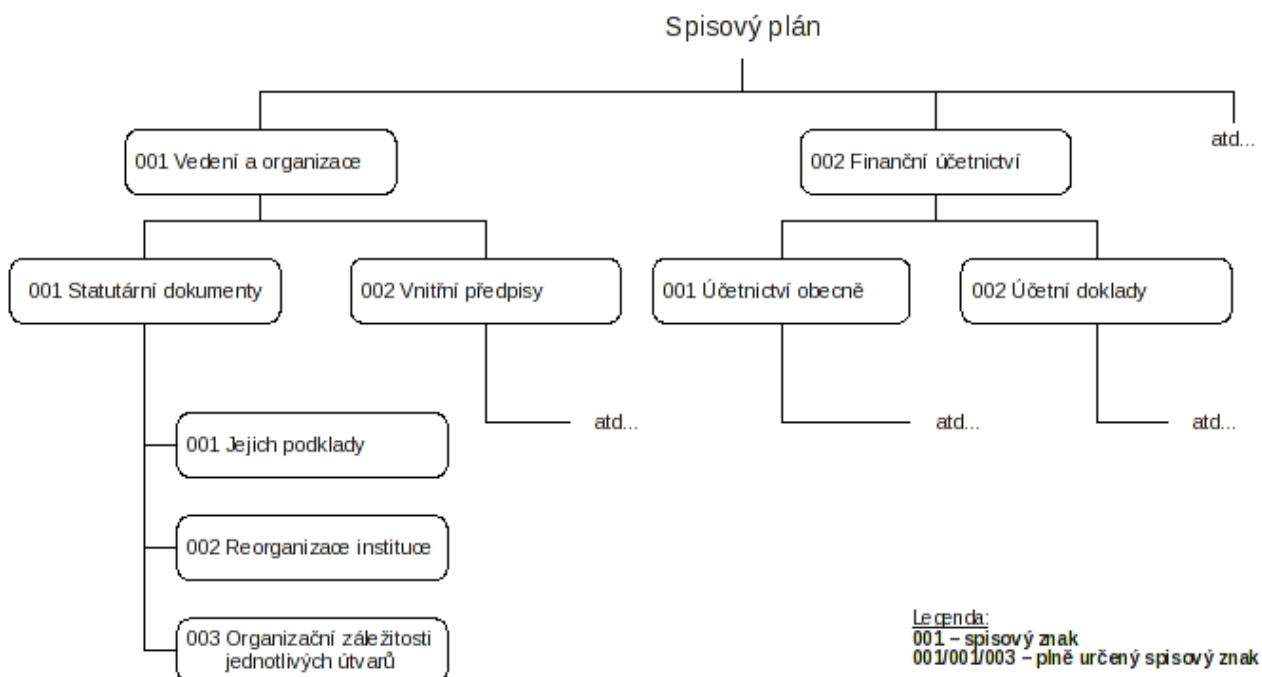 Spisový plán
atd...
001 Vedení a organizace
002 Finanční účetnictví
001 Statutární dokumenty
002 Vnitřní předpisy
001 Účetnictví obecně
002 Účetní doklady
atd...
atd...
atd...
001 Jejich podklady
002 Reorganizace instituce
003 Organizační záležitosti
jednotlivých útvarů
Legenda:
001 – spisový znak
001/001/003 – plně určený spisový znak